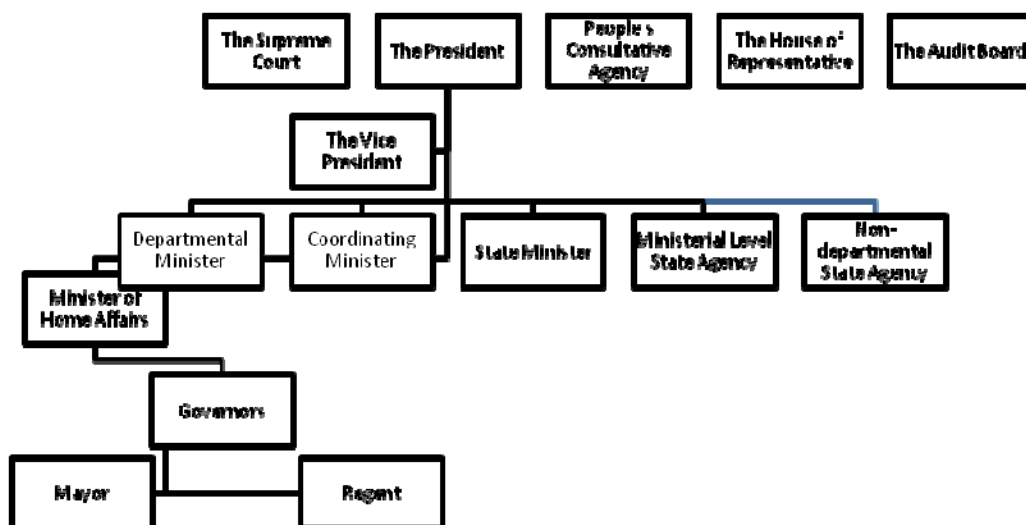 The Supreme
Court
The President
People's
Consultative
Agency
The House of
Representative
The Audit Board
The Vice
President
Departmental
Minister
Coordinating
Minister
State Minister
Ministerial Level
State Agency
Non-
departmental
State Agency
Minister of
Home Affairs
Governors
Mayor
Regent